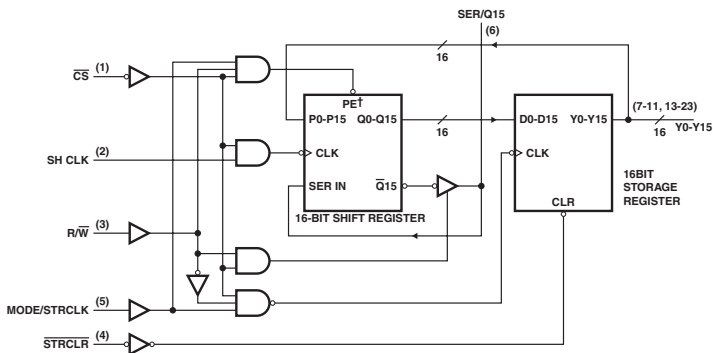 SER/Q15
(6)
16
CS (1)
(7-11, 13-23)
PE†
P0-P15 Q0-Q15
16
D0-D15 Y0-Y15
16
Y0-Y15
SH CLK (2)
CLK
CLK
SER IN Q̅15
16-BIT SHIFT REGISTER
16BIT
STORAGE
REGISTER
CLR
R/W̅ (3)
MODE/STRCLK (5)
STRCLR (4)